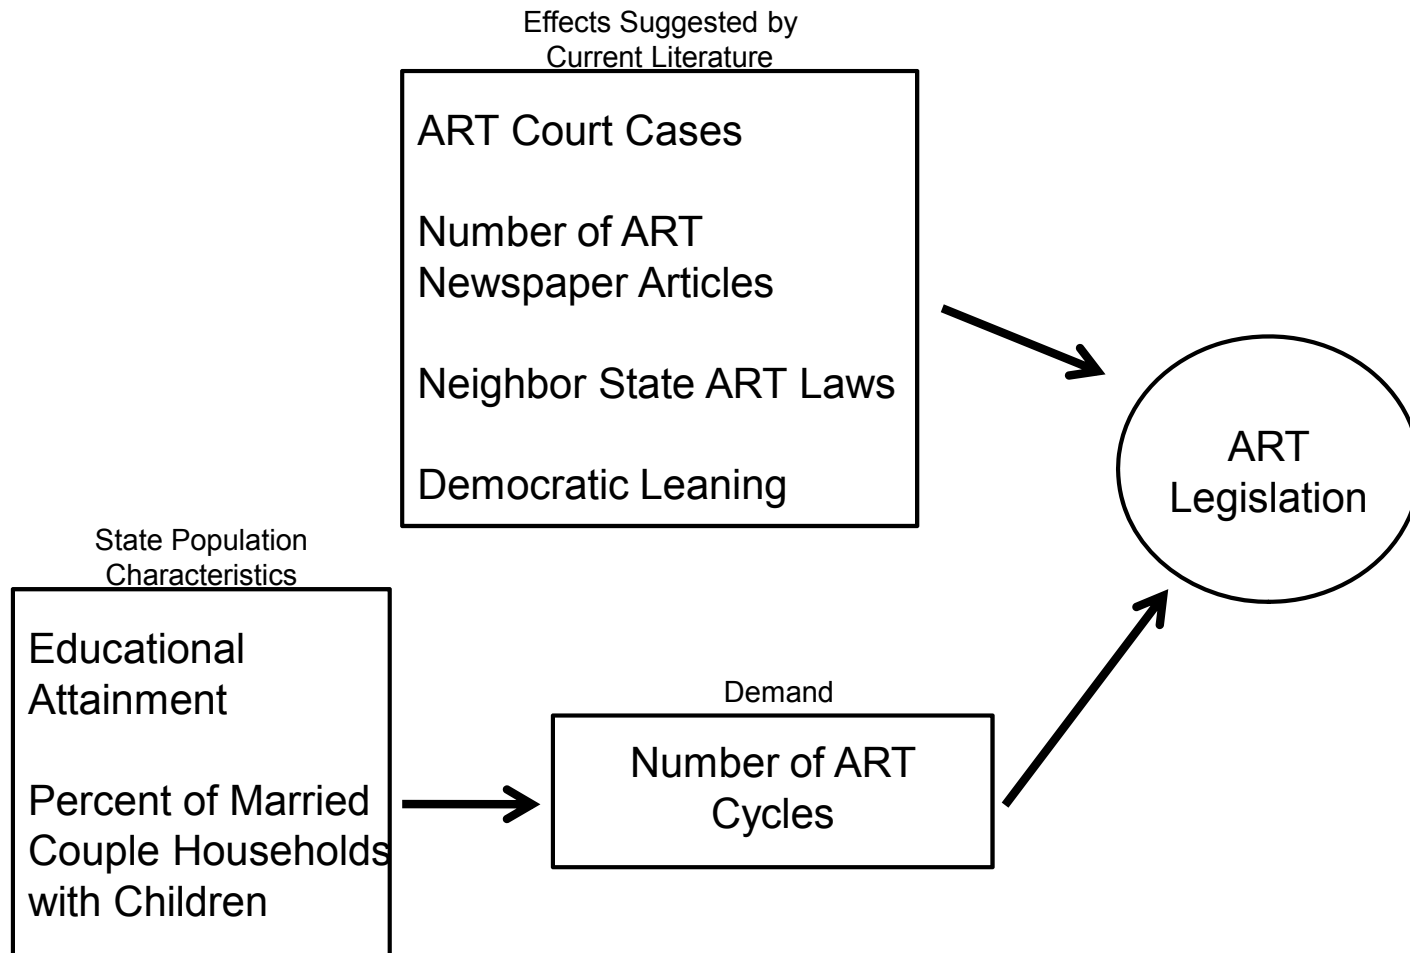 Effects Suggested by
Current Literature
ART Court Cases
Number of ART
Newspaper Articles
Neighbor State ART Laws
Democratic Leaning
ART
Legislation
State Population
Characteristics
Educational
Attainment
Percent of Married
Couple Households
with Children
Demand
Number of ART
Cycles